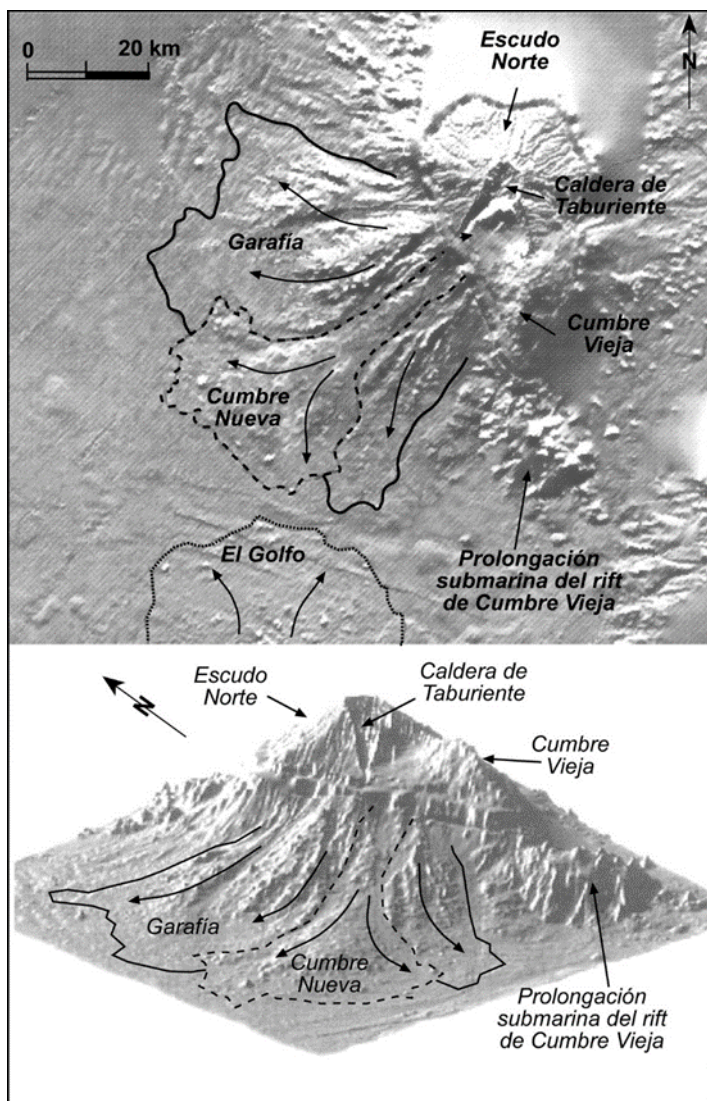 0 20 km
Escudo
Norte
N
Caldera de
Taburiente
Garafía
Cumbre
Vieja
Cumbre
Nueva
El Golfo
Prolongación
submarina del rift
de Cumbre Vieja
N
Escudo
Norte
Caldera de
Taburiente
Cumbre
Vieja
Garafía
Cumbre
Nueva
Prolongación
submarina del rift
de Cumbre Vieja